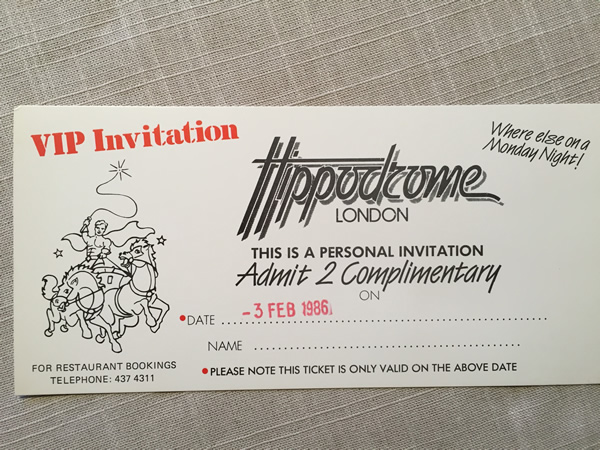 VIP Invitation
Where else on a
Monday Night!
Hippodrome
LONDON
THIS IS A PERSONAL INVITATION
Admit 2 Complimentary
ON
•DATE - 3 FEB 1986
NAME
FOR RESTAURANT BOOKINGS
TELEPHONE: 437 4311
•PLEASE NOTE THIS TICKET IS ONLY VALID ON THE ABOVE DATE